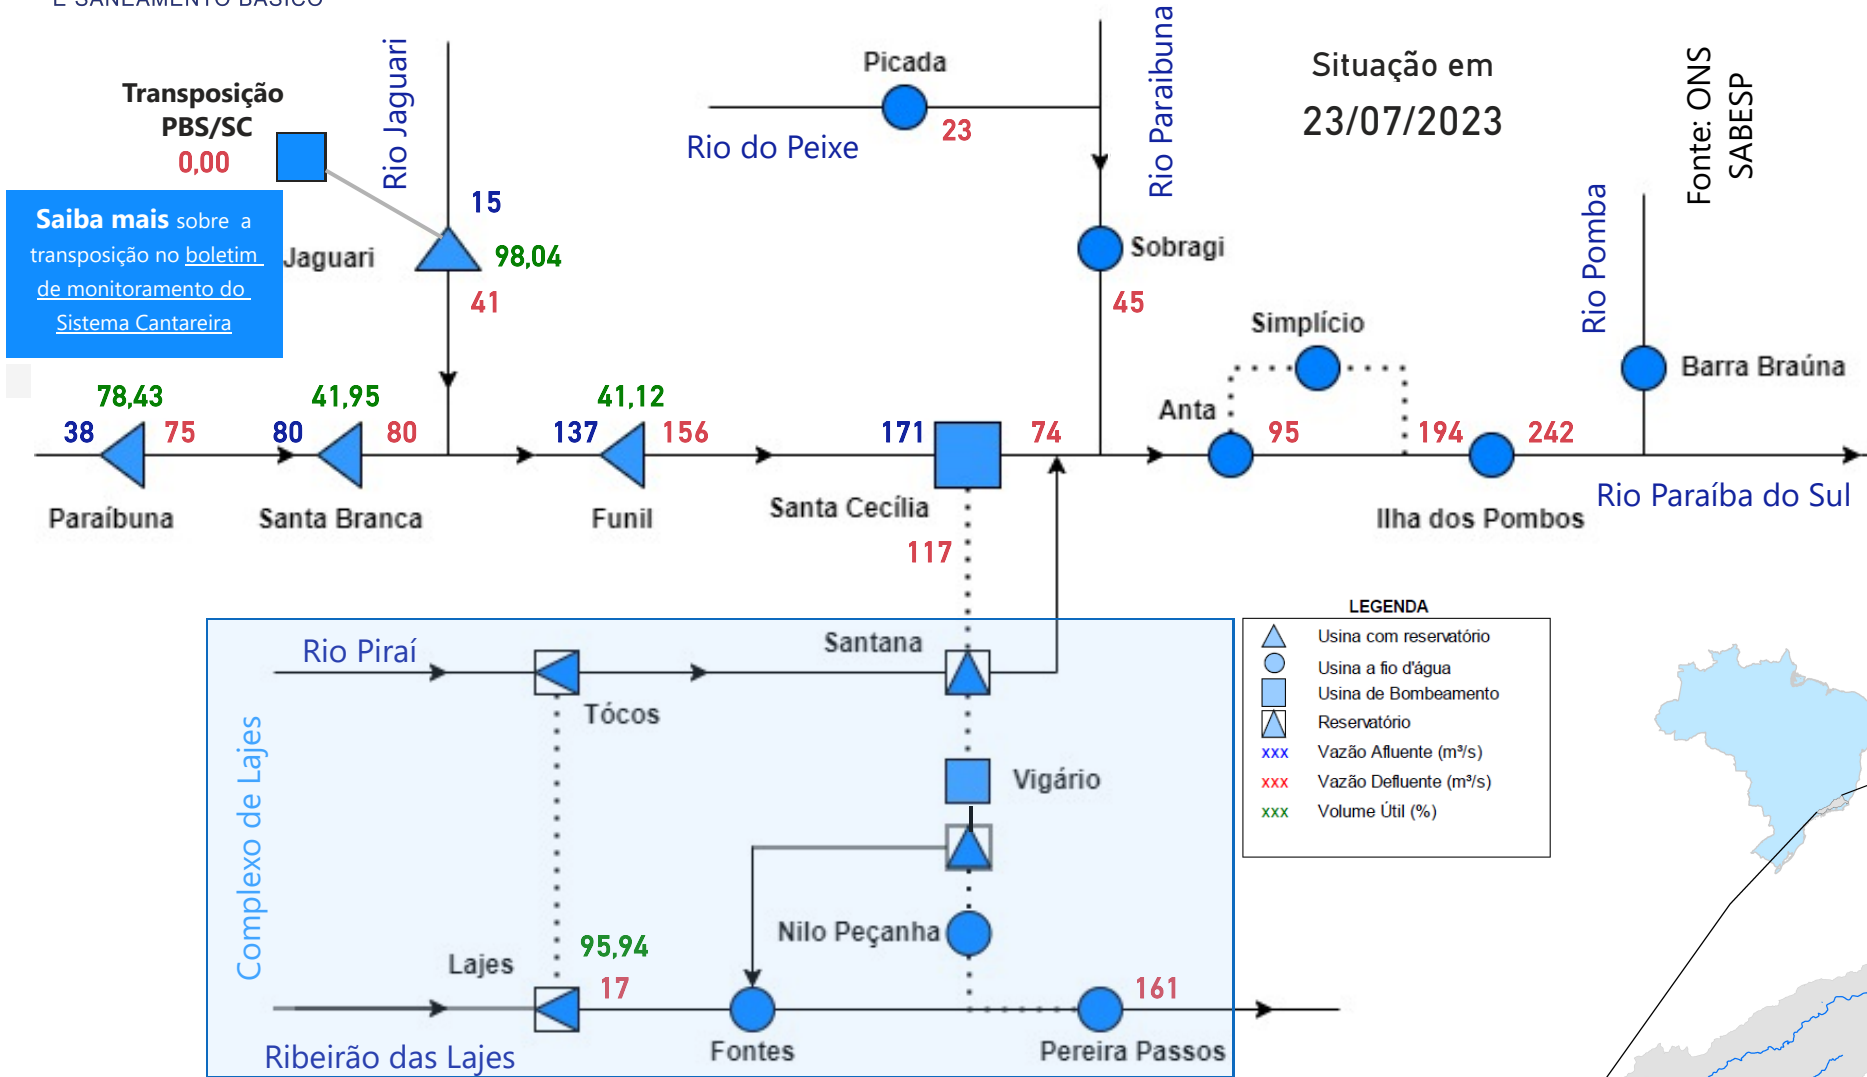 E SANEAMENTO BÁSICO
Situação em
23/07/2023
Fonte: ONS
SABESP
Transposição
PBS/SC
0,00
Saiba mais sobre a
transposição no boletim
de monitoramento do
Sistema Cantareira
Rio Jaguari
15
Jaguari
98,04
41
Picada
23
Rio do Peixe
Rio Paraibuna
Sobragi
45
Simplício
Rio Pomba
Barra Braúna
78,43
38
75
Paraíbuna
41,95
80
80
Santa Branca
41,12
137
156
Funil
171
74
Santa Cecília
117
Anta
95
194
242
Ilha dos Pombos
Rio Paraíba do Sul
Complexo de Lajes
Rio Piraí
Tócos
Santana
Vigário
Nilo Peçanha
Lajes
95,94
17
Ribeirão das Lajes
Fontes
161
Pereira Passos
LEGENDA
Usina com reservatório
Usina a fio d'água
Usina de Bombeamento
Reservatório
xxx Vazão Afluente (m³/s)
xxx Vazão Defluente (m³/s)
xxx Volume Útil (%)